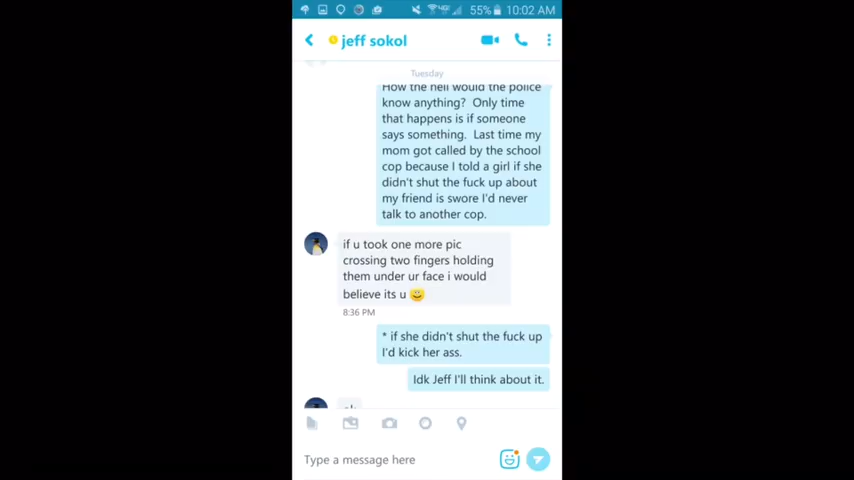 55% 10:02 AM
jeff sokol
Tuesday
How the hell would the police
know anything? Only time
that happens is if someone
says something. Last time my
mom got called by the school
cop because I told a girl if she
didn't shut the fuck up about
my friend is swore I'd never
talk to another cop.
if u took one more pic
crossing two fingers holding
them under ur face i would
believe its u
8:36 PM
* if she didn't shut the fuck up
I'd kick her ass.
Idk Jeff I'll think about it.
Type a message here